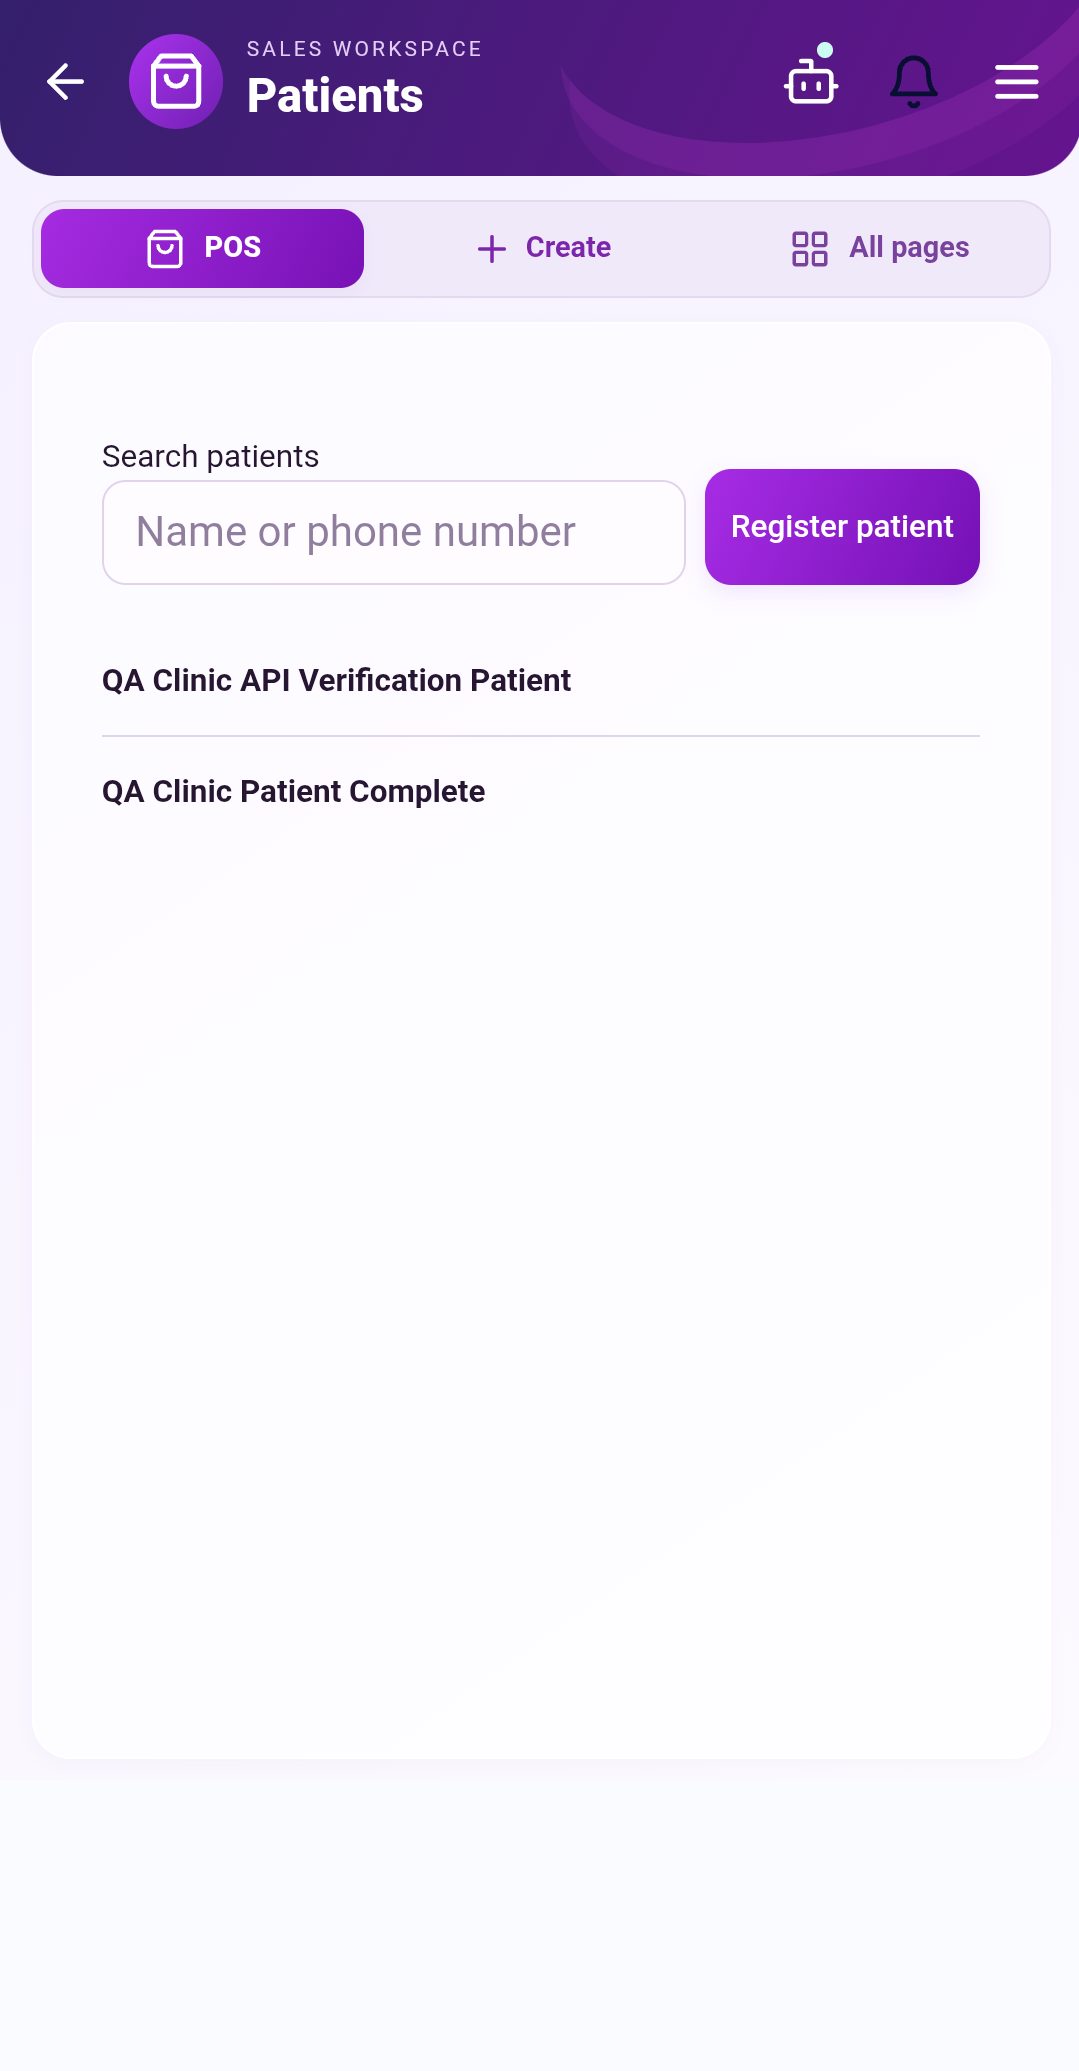 SALES WORKSPACE
Patients
POS
Create
All pages
Search patients
Name or phone number
Register patient
QA Clinic API Verification Patient
QA Clinic Patient Complete